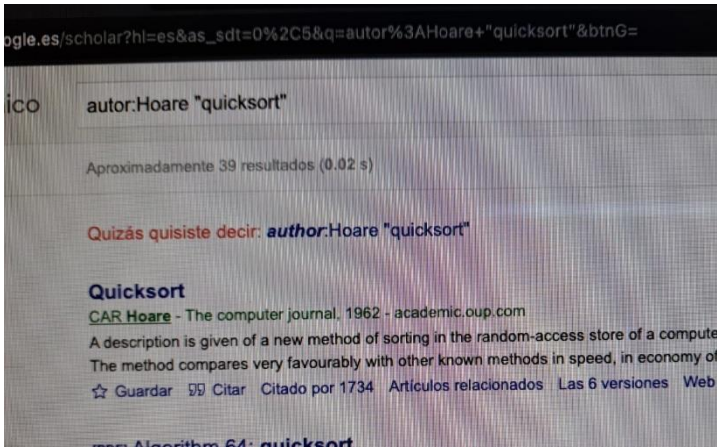 ogle.es/scholar?hl=es&as_sdt=0%2C5&q=autor%3AHoare+"quicksort"&btnG=
ico autor:Hoare "quicksort"
Aproximadamente 39 resultados (0.02 s)
Quizás quisiste decir: author:Hoare "quicksort"
Quicksort
CAR Hoare - The computer journal, 1962 - academic.oup.com
A description is given of a new method of sorting in the random-access store of a compute
The method compares very favourably with other known methods in speed, in economy of
Guardar Citar Citado por 1734 Artículos relacionados Las 6 versiones Web
Algorithm 64: quicksort